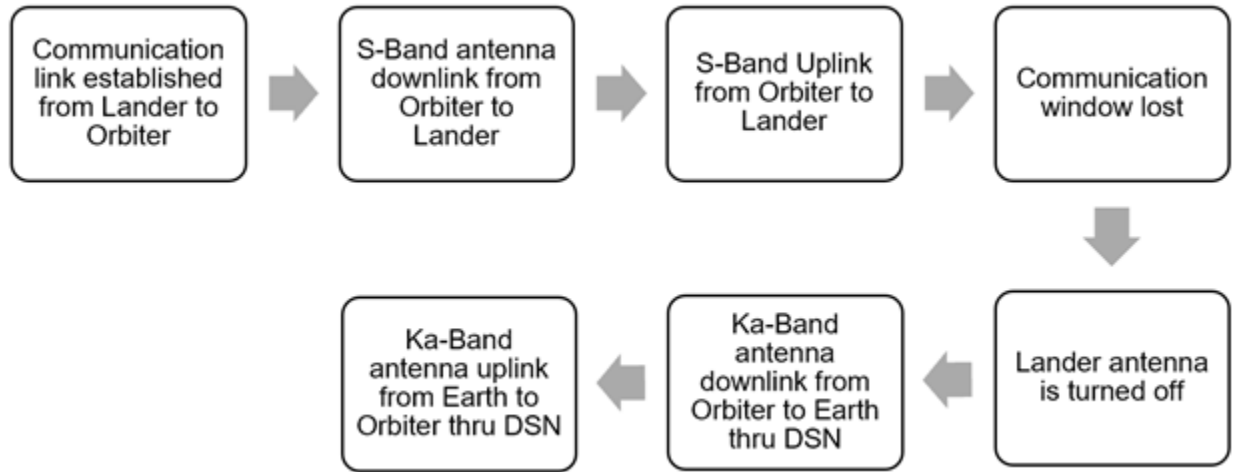 Communication
link established
from Lander to
Orbiter
S-Band antenna
downlink from
Orbiter to
Lander
S-Band Uplink
from Orbiter to
Lander
Communication
window lost
Lander antenna
is turned off
Ka-Band
antenna
downlink from
Orbiter to Earth
thru DSN
Ka-Band
antenna uplink
from Earth to
Orbiter thru DSN